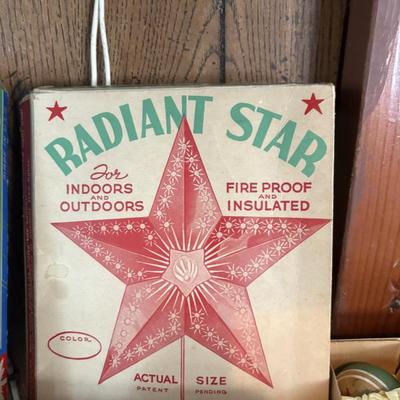 RADIANT STAR
For
INDOORS
AND
OUTDOORS
FIRE PROOF
AND
INSULATED
COLOR
ACTUAL SIZE
PATENT PENDING